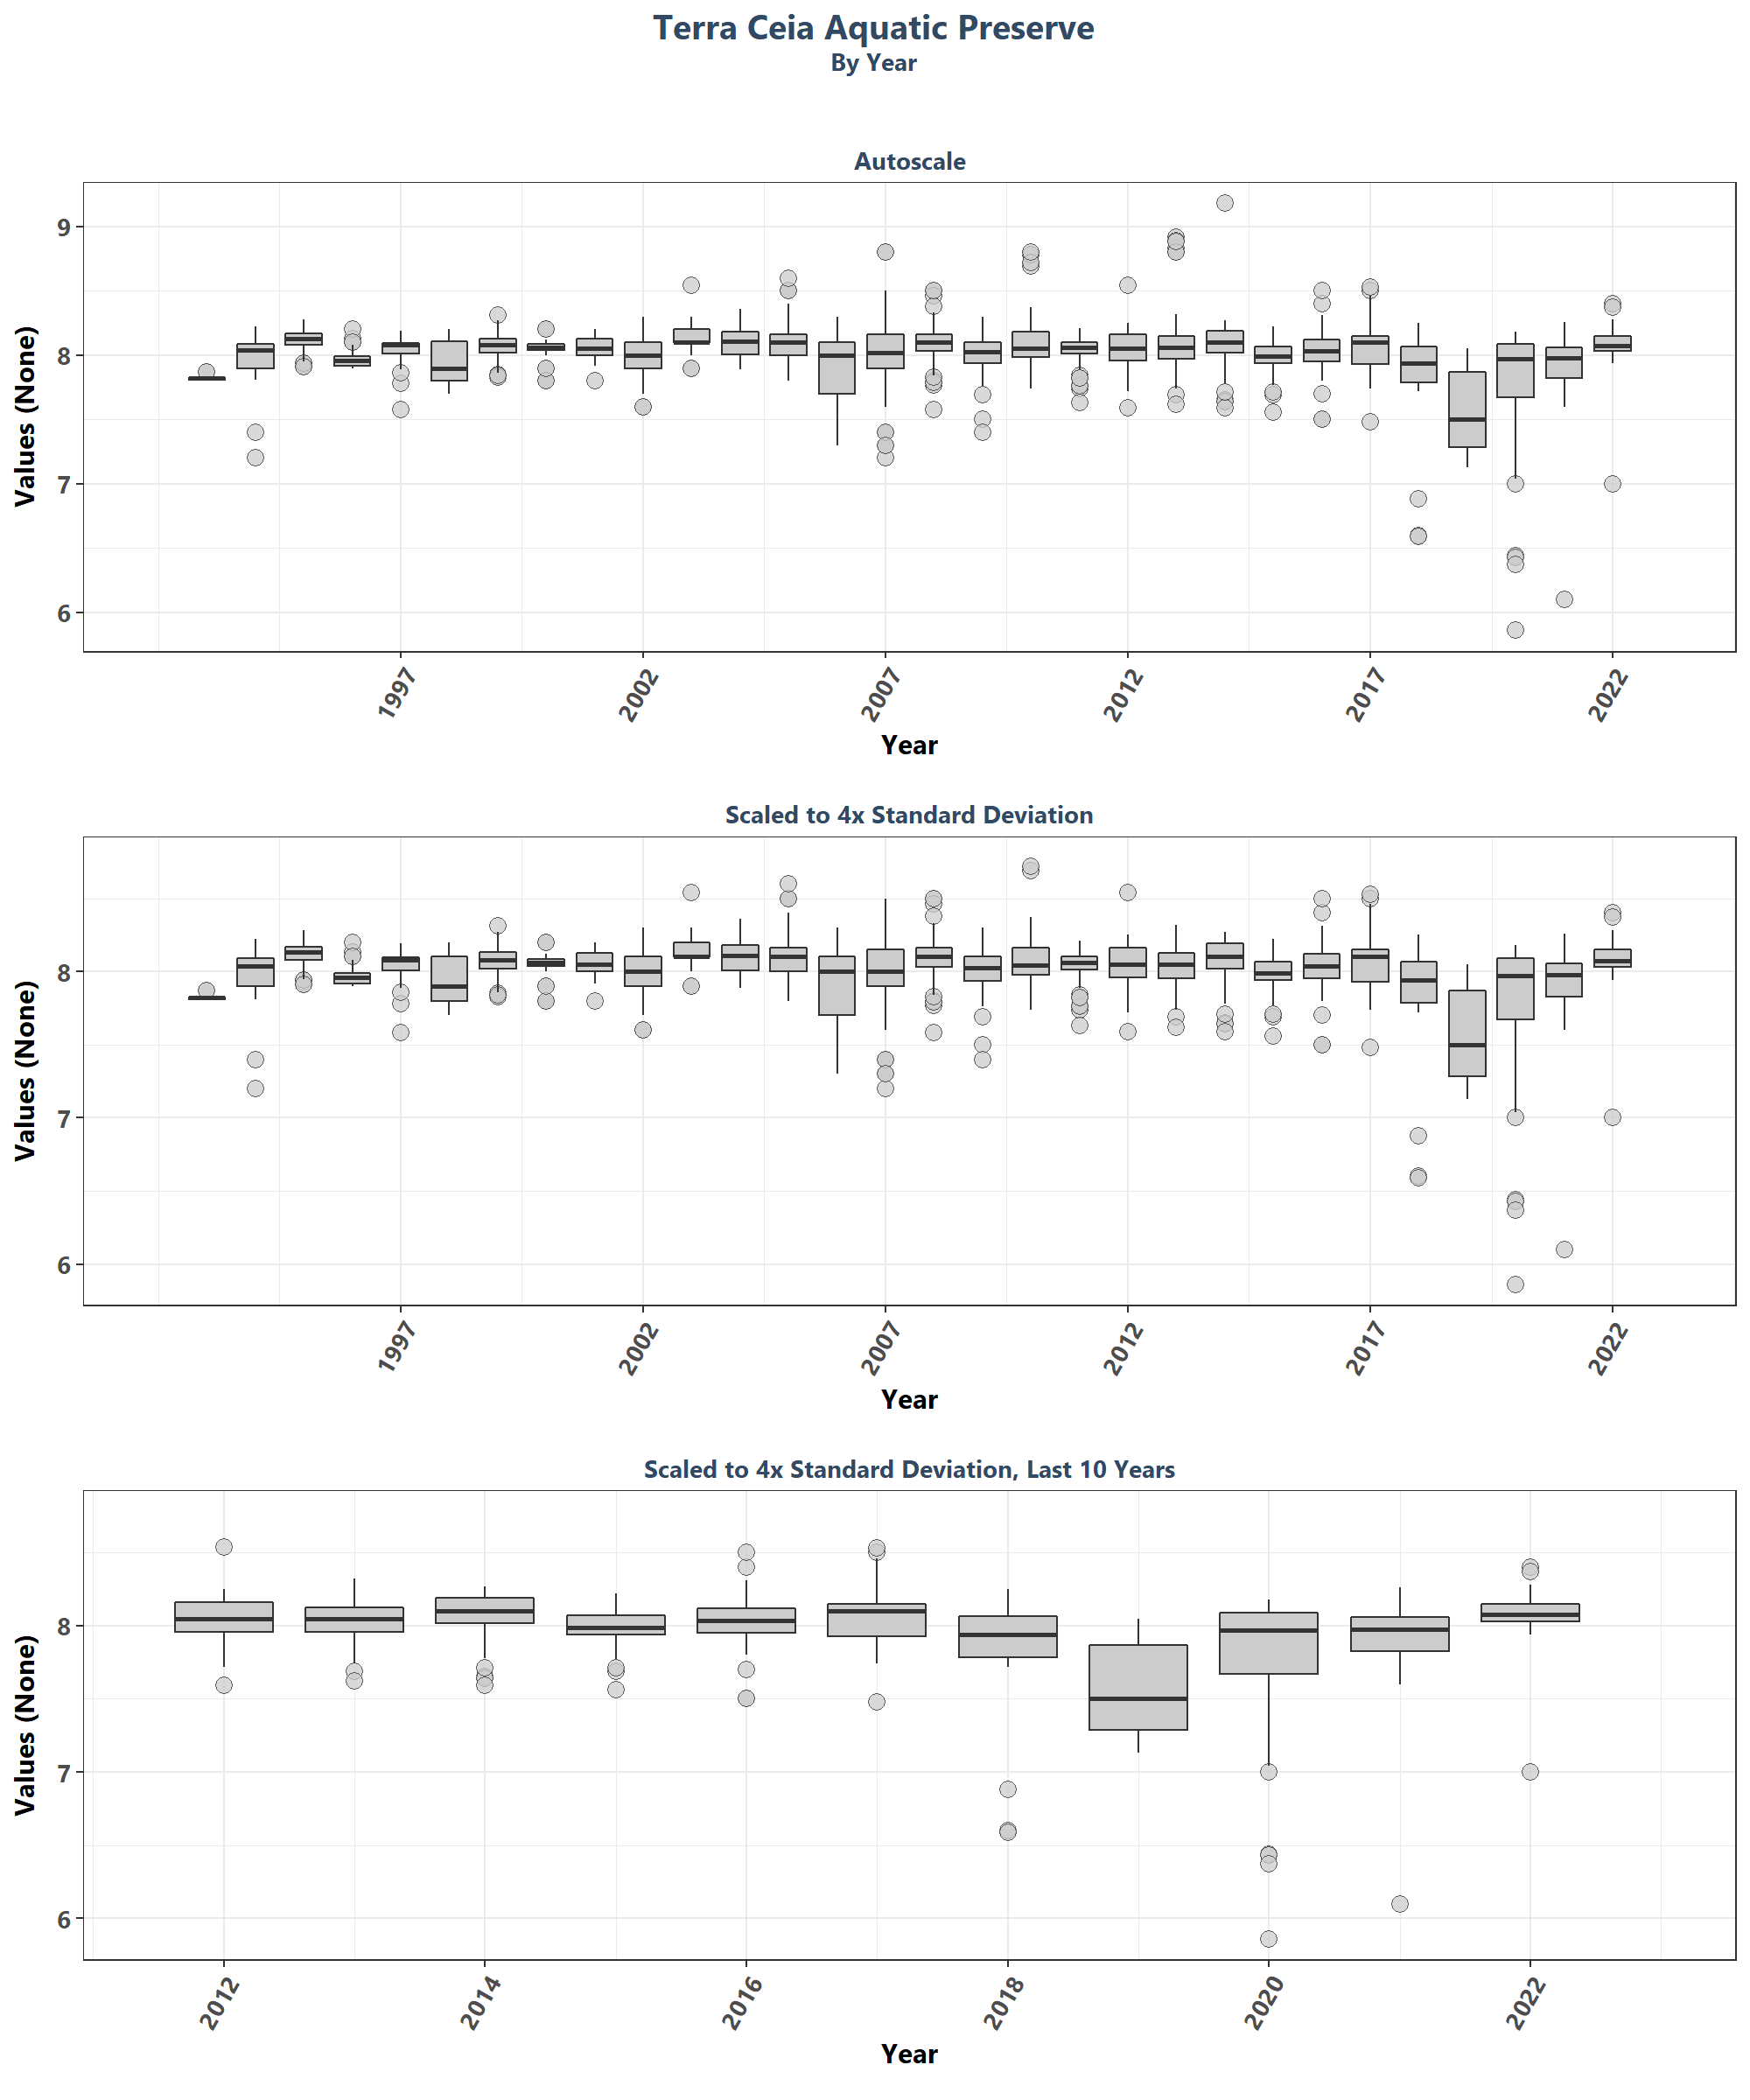 Terra Ceia Aquatic Preserve
By Year
Autoscale
Values (None)
9
8
7
6
1997 2002 2007 2012 2017 2022
Year
Scaled to 4x Standard Deviation
Values (None)
8
7
6
1997 2002 2007 2012 2017 2022
Year
Scaled to 4x Standard Deviation, Last 10 Years
Values (None)
8
7
6
2012 2014 2016 2018 2020 2022
Year